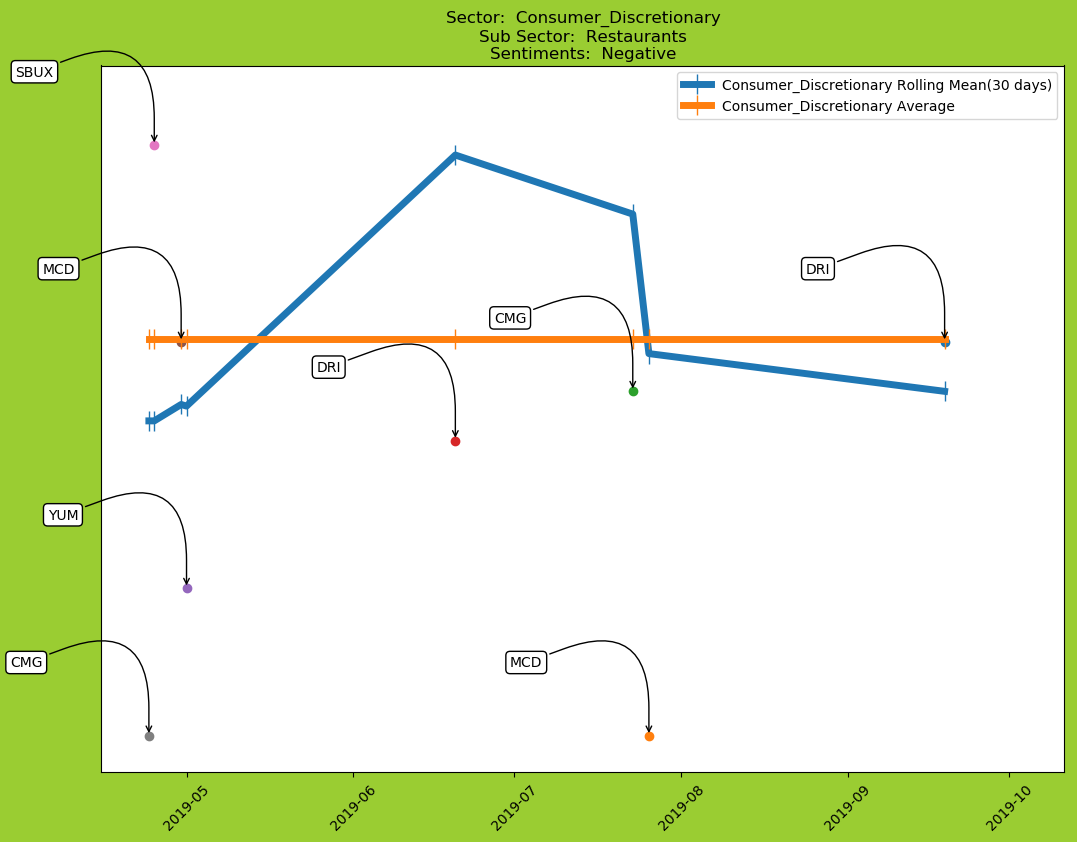 Sector:  Consumer_Discretionary
Sub Sector:  Restaurants
Sentiments:  Negative
Consumer_Discretionary Rolling Mean(30 days)
Consumer_Discretionary Average
SBUX
MCD
DRI
CMG
DRI
YUM
CMG
MCD
2019-05
2019-06
2019-07
2019-08
2019-09
2019-10